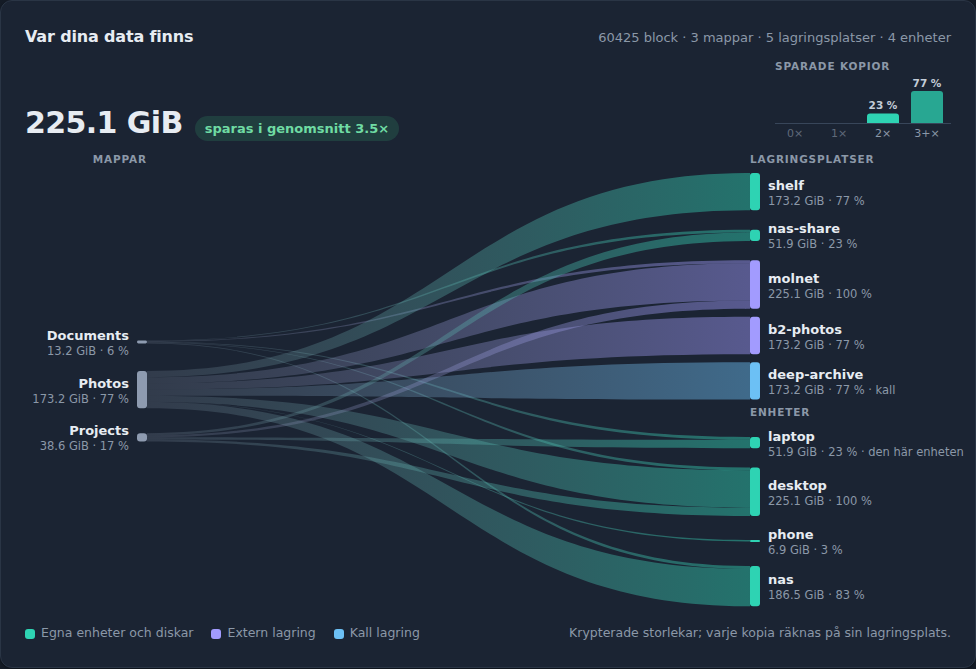 Var dina data finns
60425 block · 3 mappar · 5 lagringsplatser · 4 enheter
SPARADE KOPIOR
225.1 GiB
sparas i genomsnitt 3.5×
23 %
77 %
0×
1×
2×
3+×
MAPPAR
Documents
13.2 GiB · 6 %
Photos
173.2 GiB · 77 %
Projects
38.6 GiB · 17 %
LAGRINGSPLATSER
shelf
173.2 GiB · 77 %
nas-share
51.9 GiB · 23 %
molnet
225.1 GiB · 100 %
b2-photos
173.2 GiB · 77 %
deep-archive
173.2 GiB · 77 % · kall
ENHETER
laptop
51.9 GiB · 23 % · den här enheten
desktop
225.1 GiB · 100 %
phone
6.9 GiB · 3 %
nas
186.5 GiB · 83 %
Egna enheter och diskar
Extern lagring
Kall lagring
Krypterade storlekar; varje kopia räknas på sin lagringsplats.